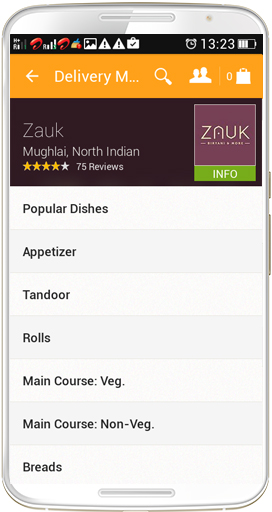 13:23
Delivery M...
0
Zauk
Mughlai, North Indian
75 Reviews
ZAUK
BIRYANI & MORE
INFO
Popular Dishes
Appetizer
Tandoor
Rolls
Main Course: Veg.
Main Course: Non-Veg.
Breads